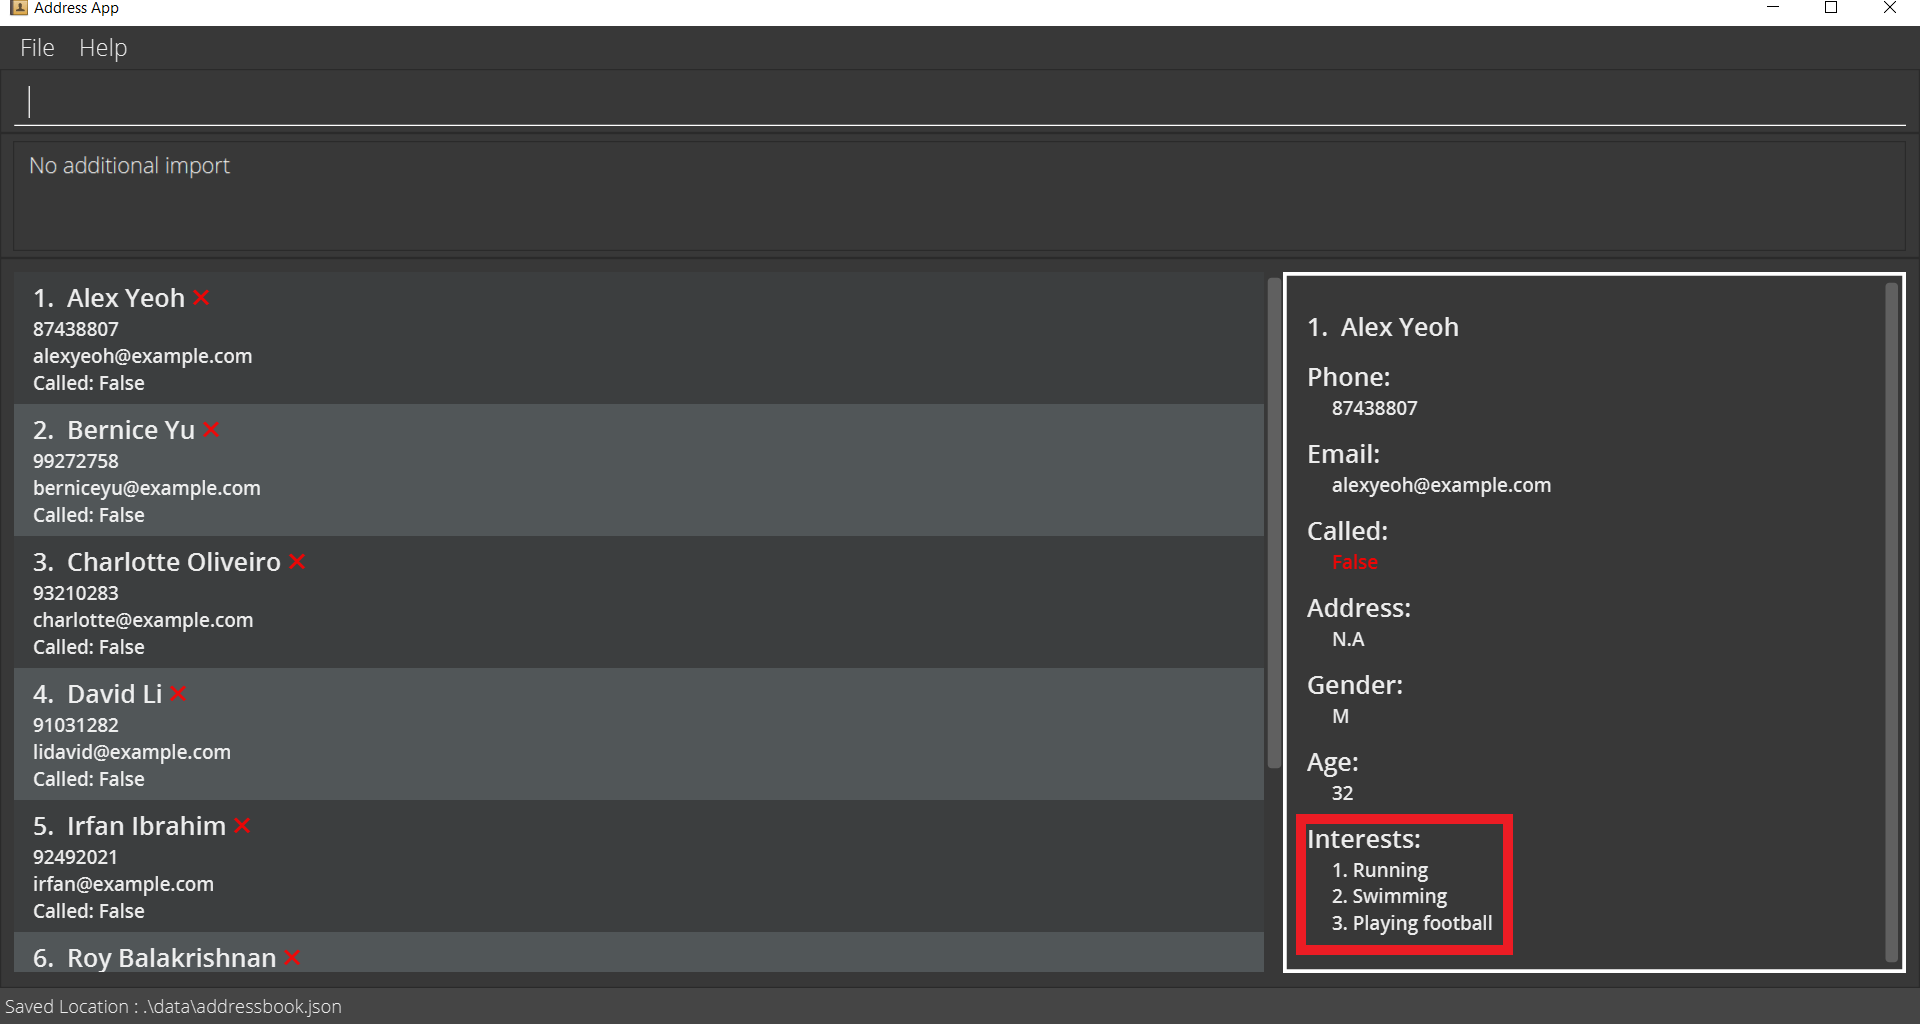 Address App
File Help
No additional import
1. Alex Yeoh
87438807
alexyeoh@example.com
Called: False
2. Bernice Yu
99272758
berniceyu@example.com
Called: False
3. Charlotte Oliveiro
93210283
charlotte@example.com
Called: False
4. David Li
91031282
lidavid@example.com
Called: False
5. Irfan Ibrahim
92492021
irfan@example.com
Called: False
6. Roy Balakrishnan
1. Alex Yeoh
Phone:
87438807
Email:
alexyeoh@example.com
Called:
False
Address:
N.A
Gender:
M
Age:
32
Interests:
1. Running
2. Swimming
3. Playing football
Saved Location : .\data\addressbook.json